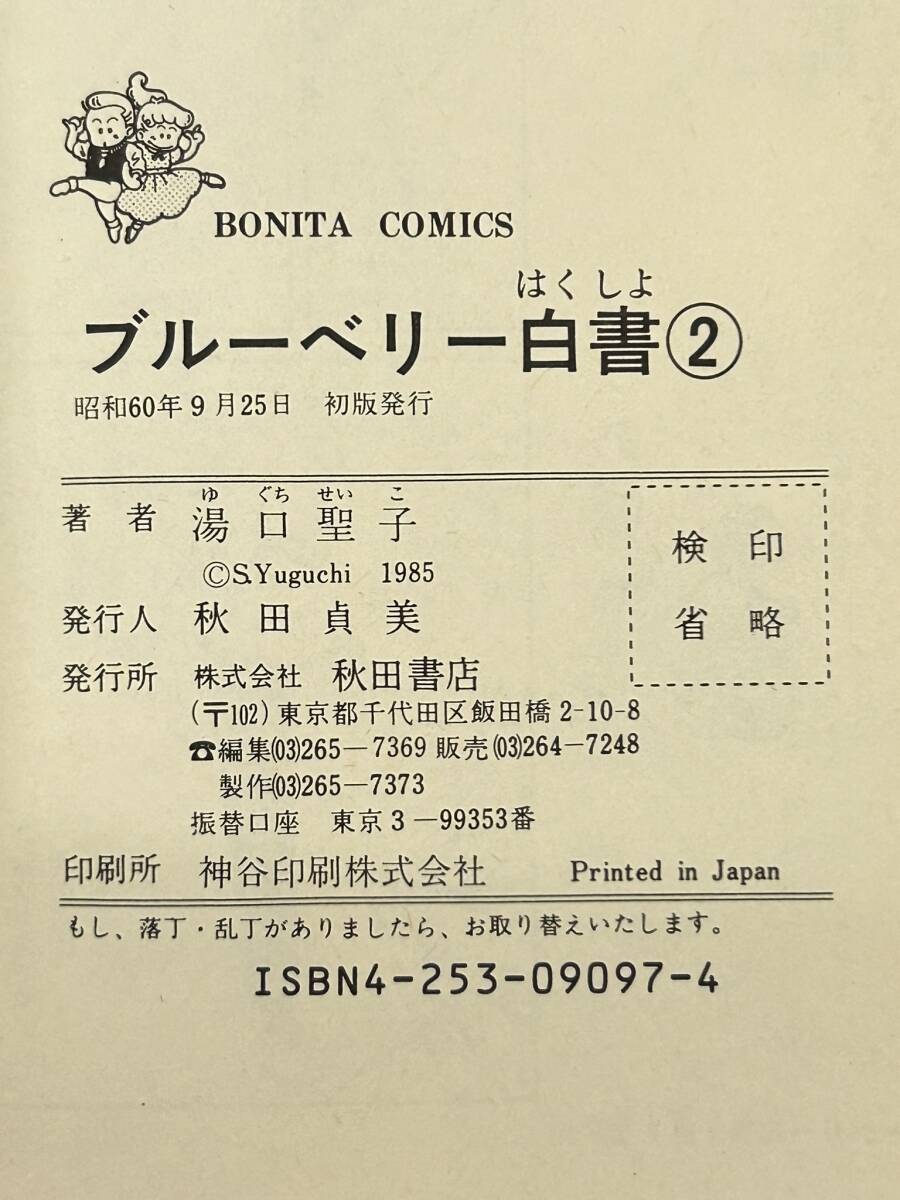 BONITA COMICS
はくしよ
ブルーベリー白書②
昭和60年9月25日 初版発行
ゆ ぐち せい こ
著者 湯口聖子
©S.Yuguchi 1985
検印
省略
発行人 秋田貞美
発行所 株式会社 秋田書店
(〒102)東京都千代田区飯田橋2-10-8
☎編集(03)265-7369 販売(03)264-7248
製作(03)265-7373
振替口座 東京3-99353番
印刷所 神谷印刷株式会社 Printed in Japan
もし、落丁・乱丁がありましたら、お取り替えいたします。
ISBN4-253-09097-4